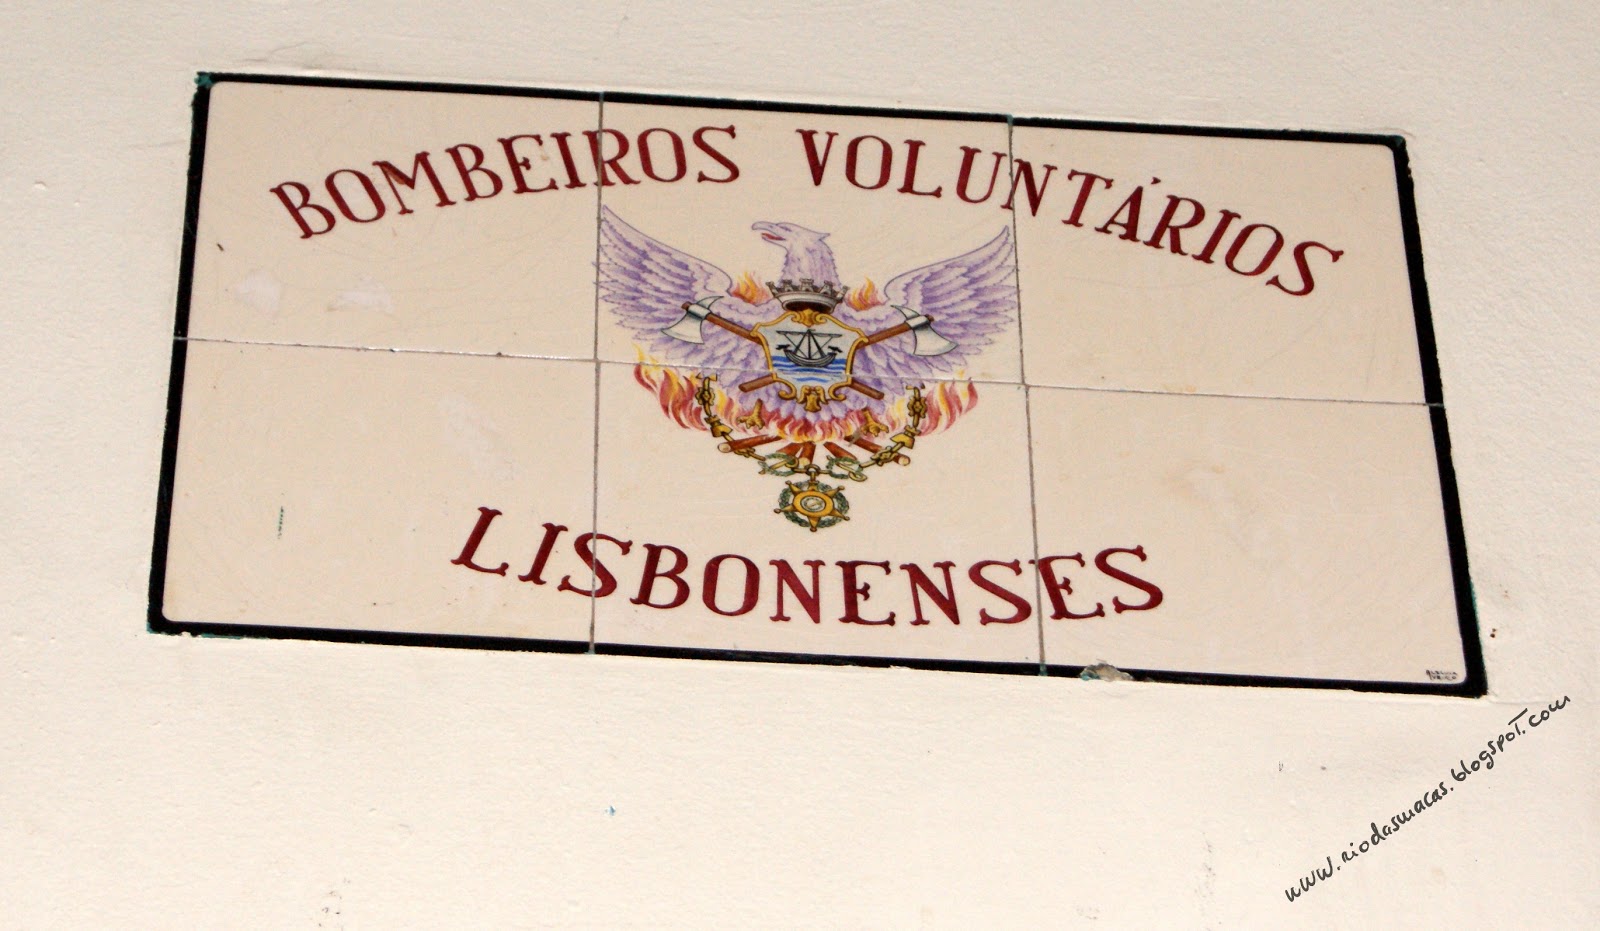 BOMBEIROS VOLUNTÁRIOS
LISBONENSES
www.riodasmacas.blogspot.com